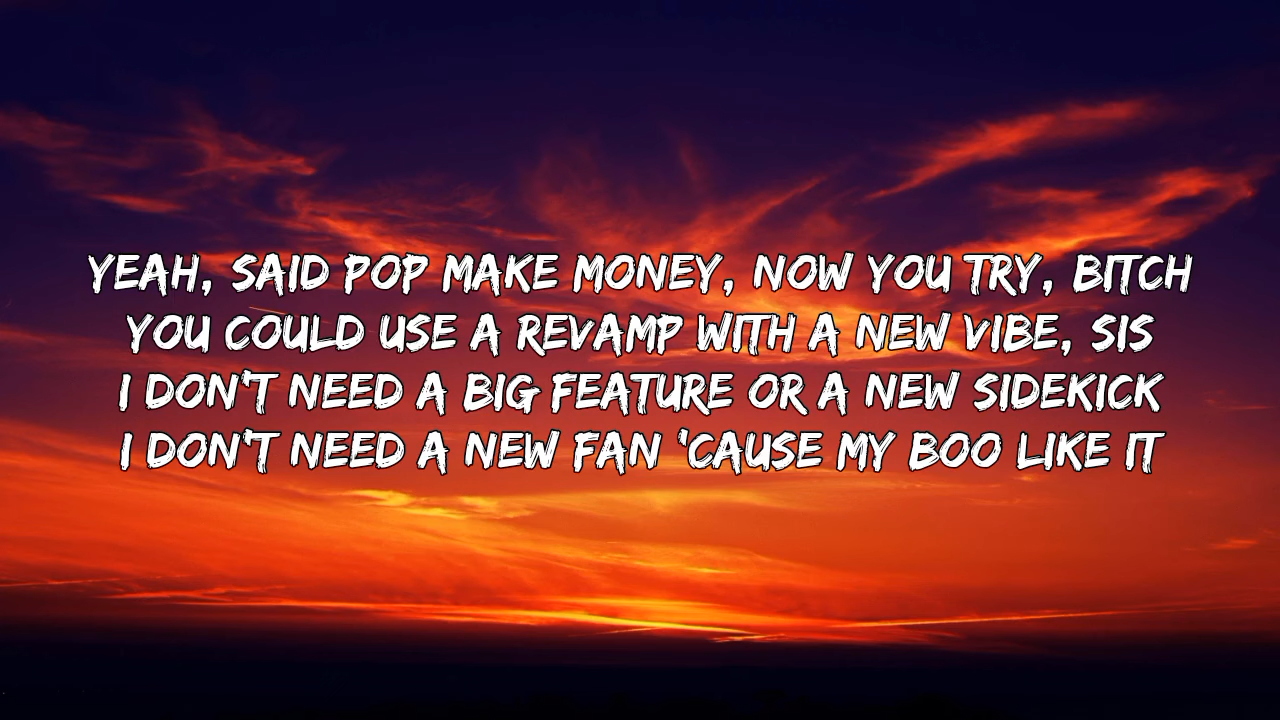 YEAH, SAID POP MAKE MONEY, NOW YOU TRY, BITCH
YOU COULD USE A REVAMP WITH A NEW VIBE, SIS
I DON'T NEED A BIG FEATURE OR A NEW SIDEKICK
I DON'T NEED A NEW FAN 'CAUSE MY BOO LIKE IT